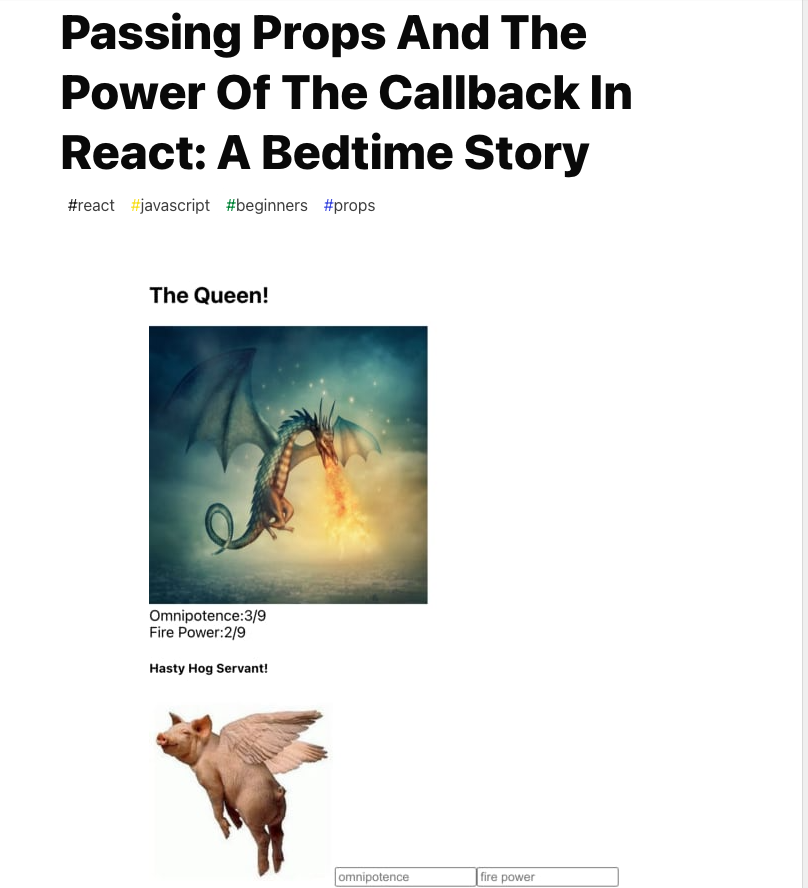 Passing Props And The
Power Of The Callback In
React: A Bedtime Story
#react #javascript #beginners #props
The Queen!
Omnipotence:3/9
Fire Power:2/9
Hasty Hog Servant!
omnipotence fire power